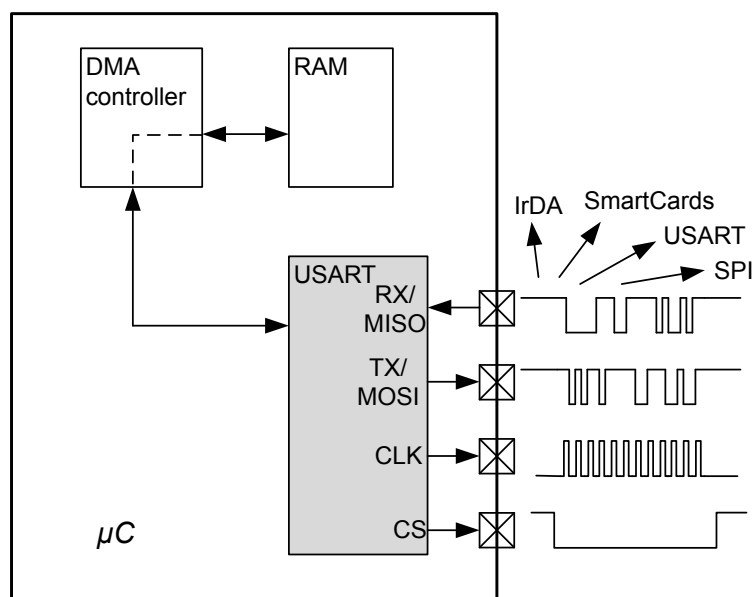 DMA
controller
RAM
IrDA
SmartCards
USART
SPI
USART
RX/
MISO
TX/
MOSI
CLK
CS
µC